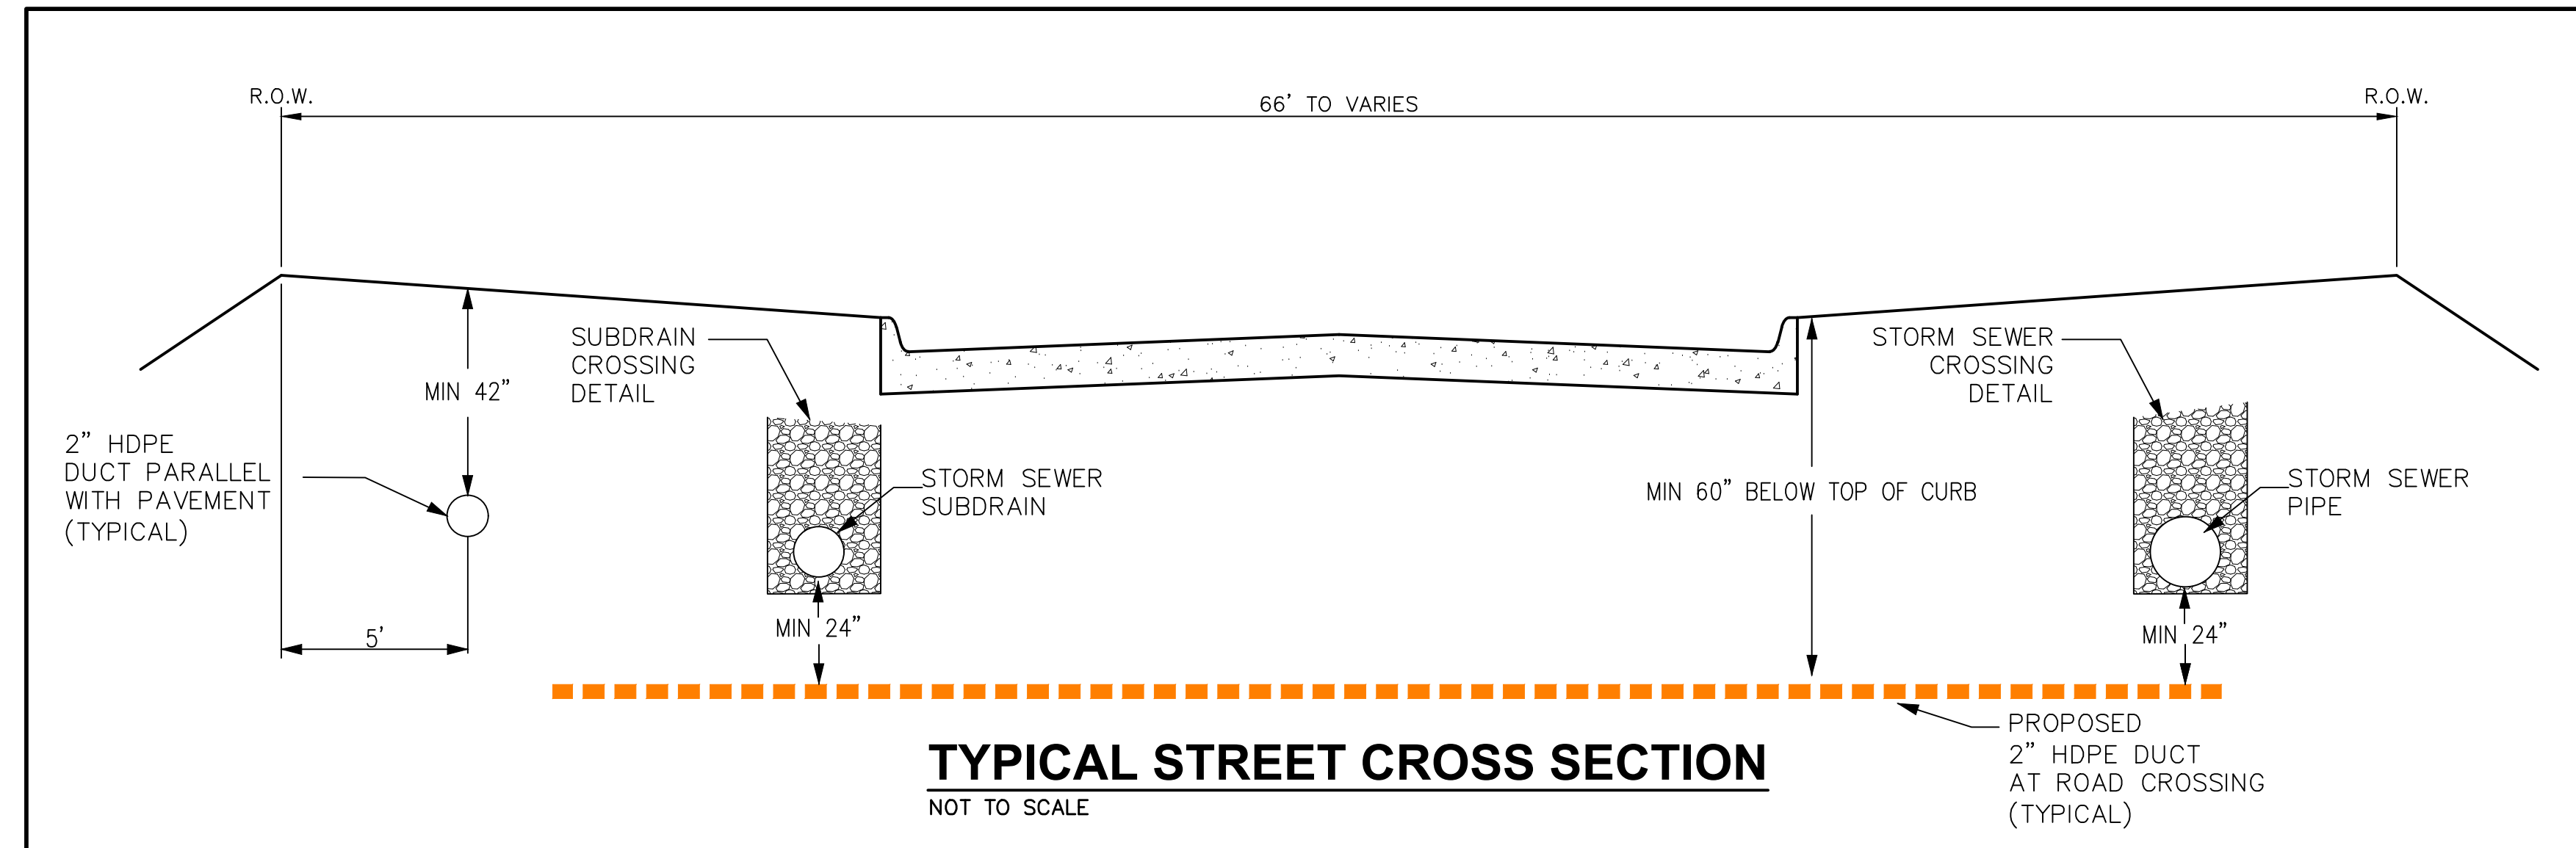 R.O.W.
66' TO VARIES
R.O.W.
SUBDRAIN
CROSSING
DETAIL
STORM SEWER
CROSSING
DETAIL
MIN 42"
2" HDPE
DUCT PARALLEL
WITH PAVEMENT
(TYPICAL)
STORM SEWER
SUBDRAIN
MIN 60" BELOW TOP OF CURB
STORM SEWER
PIPE
5'
MIN 24"
MIN 24"
PROPOSED
2" HDPE DUCT
AT ROAD CROSSING
(TYPICAL)
TYPICAL STREET CROSS SECTION
NOT TO SCALE